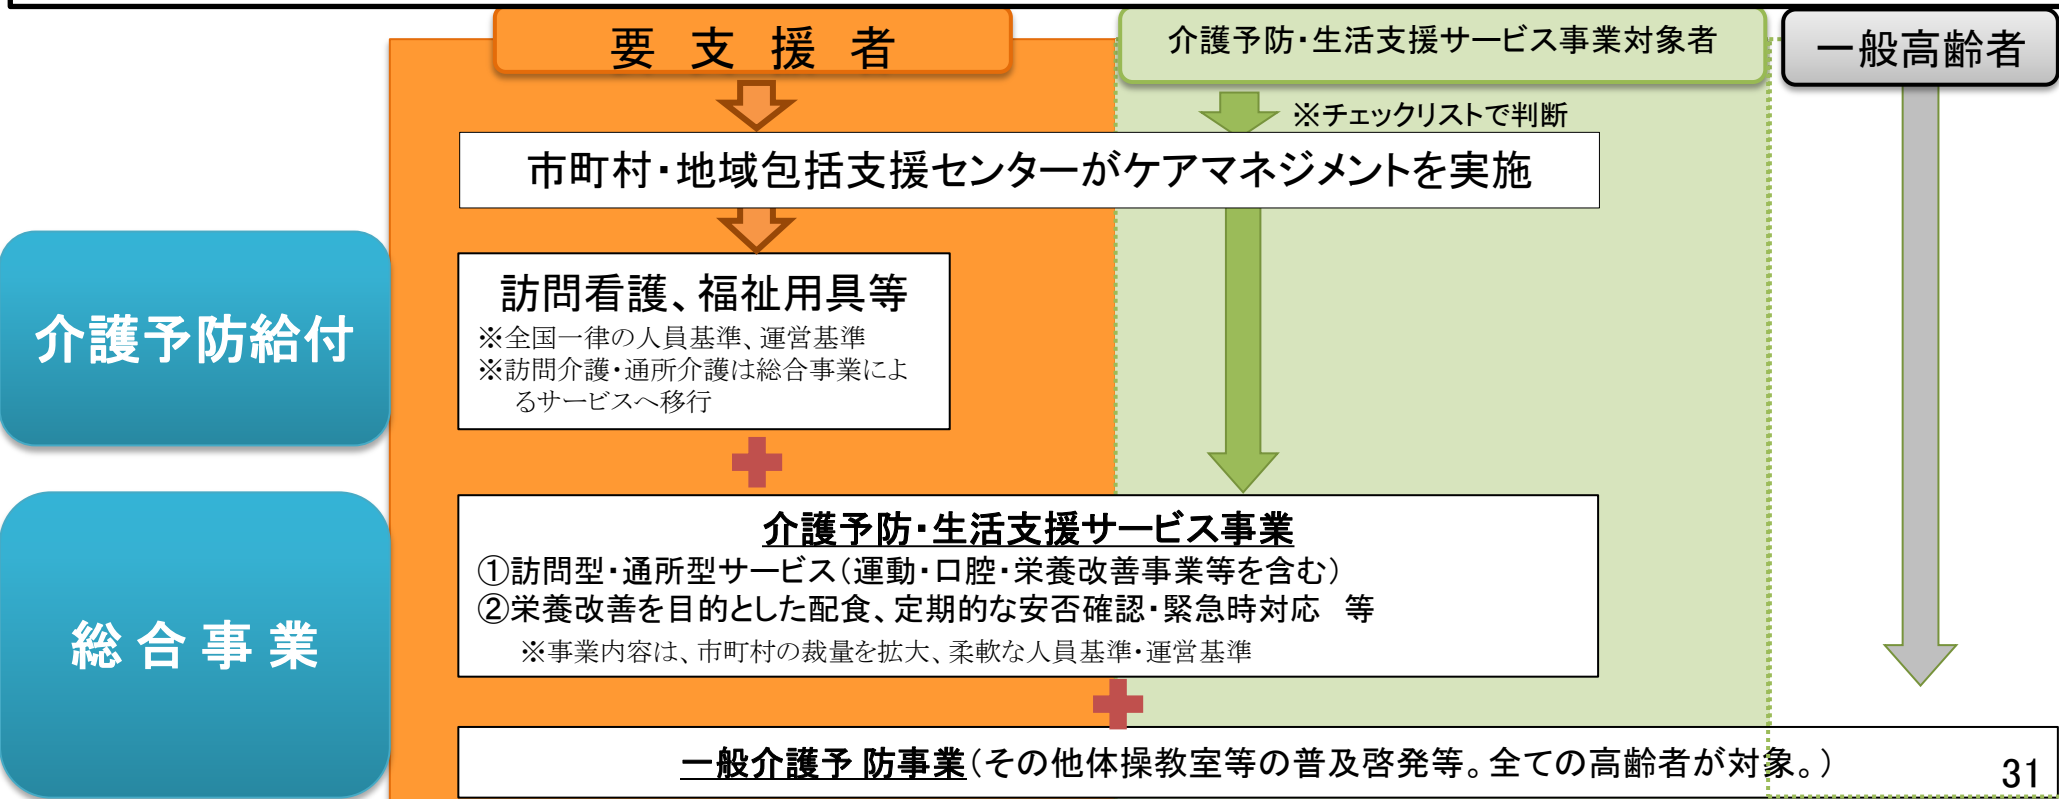 要支援者
介護予防・生活支援サービス事業対象者
一般高齢者
※チェックリストで判断
市町村・地域包括支援センターがケアマネジメントを実施
介護予防給付
訪問看護、福祉用具等
※全国一律の人員基準、運営基準
※訪問介護・通所介護は総合事業によ
るサービスへ移行
総合事業
介護予防・生活支援サービス事業
①訪問型・通所型サービス（運動・口腔・栄養改善事業等を含む）
②栄養改善を目的とした配食、定期的な安否確認・緊急時対応　等
※事業内容は、市町村の裁量を拡大、柔軟な人員基準・運営基準
一般介護予防事業（その他体操教室等の普及啓発等。全ての高齢者が対象。）
31